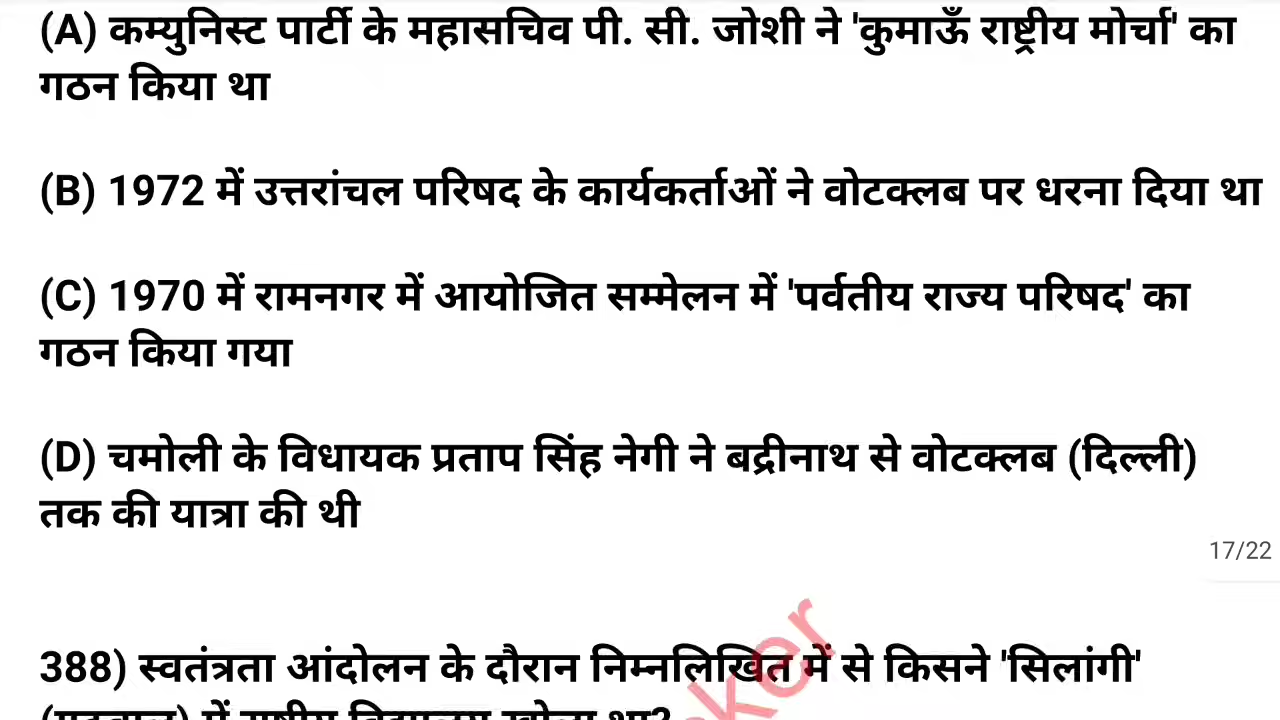 (A) कम्युनिस्ट पार्टी के महासचिव पी. सी. जोशी ने 'कुमाऊँ राष्ट्रीय मोर्चा' का
गठन किया था
(B) 1972 में उत्तरांचल परिषद के कार्यकर्ताओं ने वोटक्लब पर धरना दिया था
(C) 1970 में रामनगर में आयोजित सम्मेलन में 'पर्वतीय राज्य परिषद' का
गठन किया गया
(D) चमोली के विधायक प्रताप सिंह नेगी ने बद्रीनाथ से वोटक्लब (दिल्ली)
तक की यात्रा की थी
17/22
388) स्वतंत्रता आंदोलन के दौरान निम्नलिखित में से किसने 'सिलांगी'